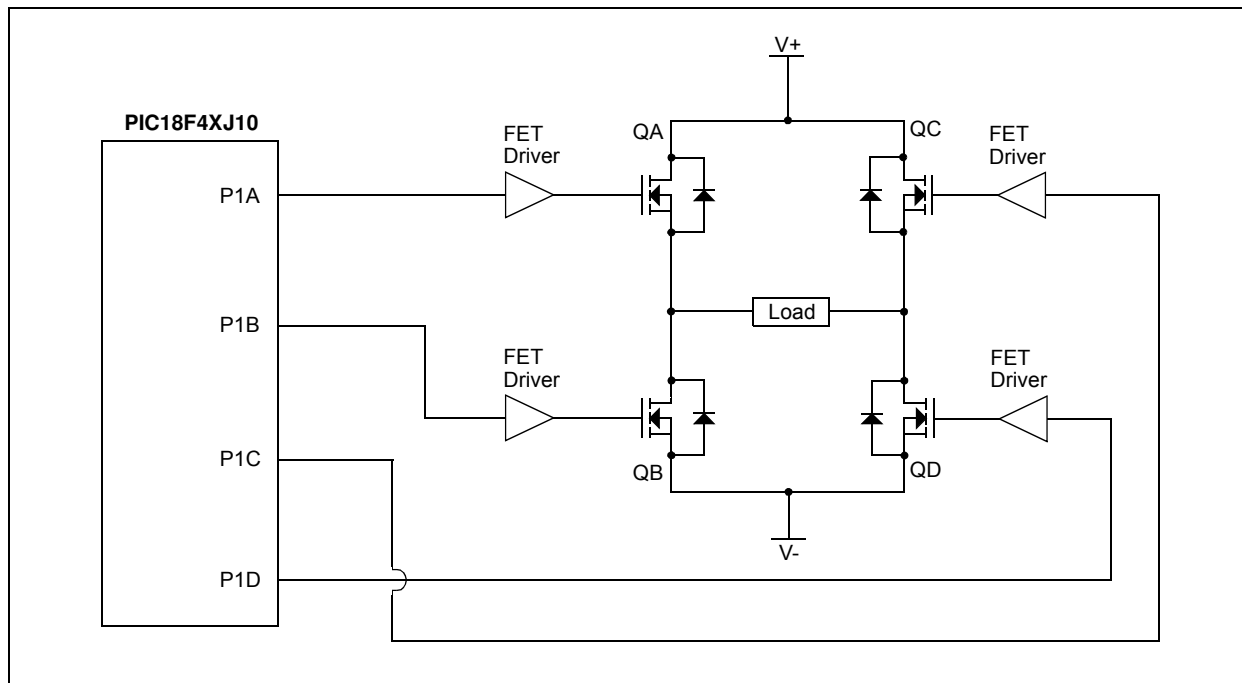 V+
PIC18F4XJ10
FET
Driver
QA
QC
FET
Driver
P1A
Load
P1B
FET
Driver
FET
Driver
P1C
QB
QD
V-
P1D